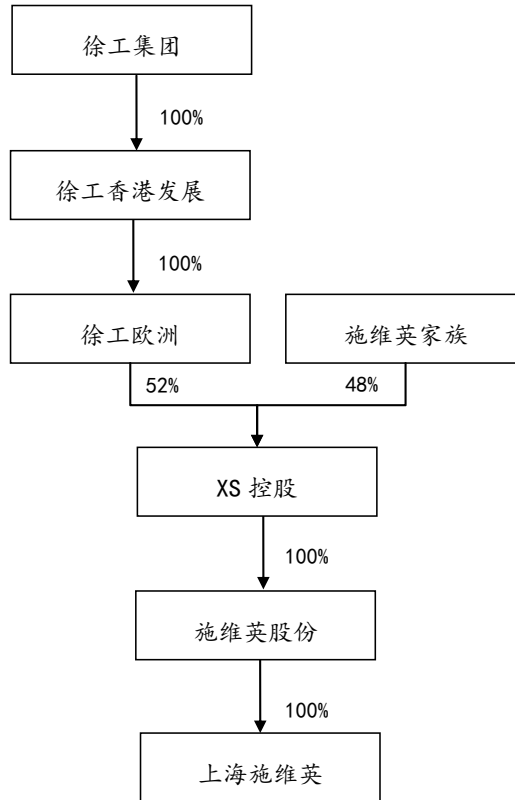 徐工集团
100%
徐工香港发展
100%
徐工欧洲
施维英家族
52%
48%
XS 控股
100%
施维英股份
100%
上海施维英